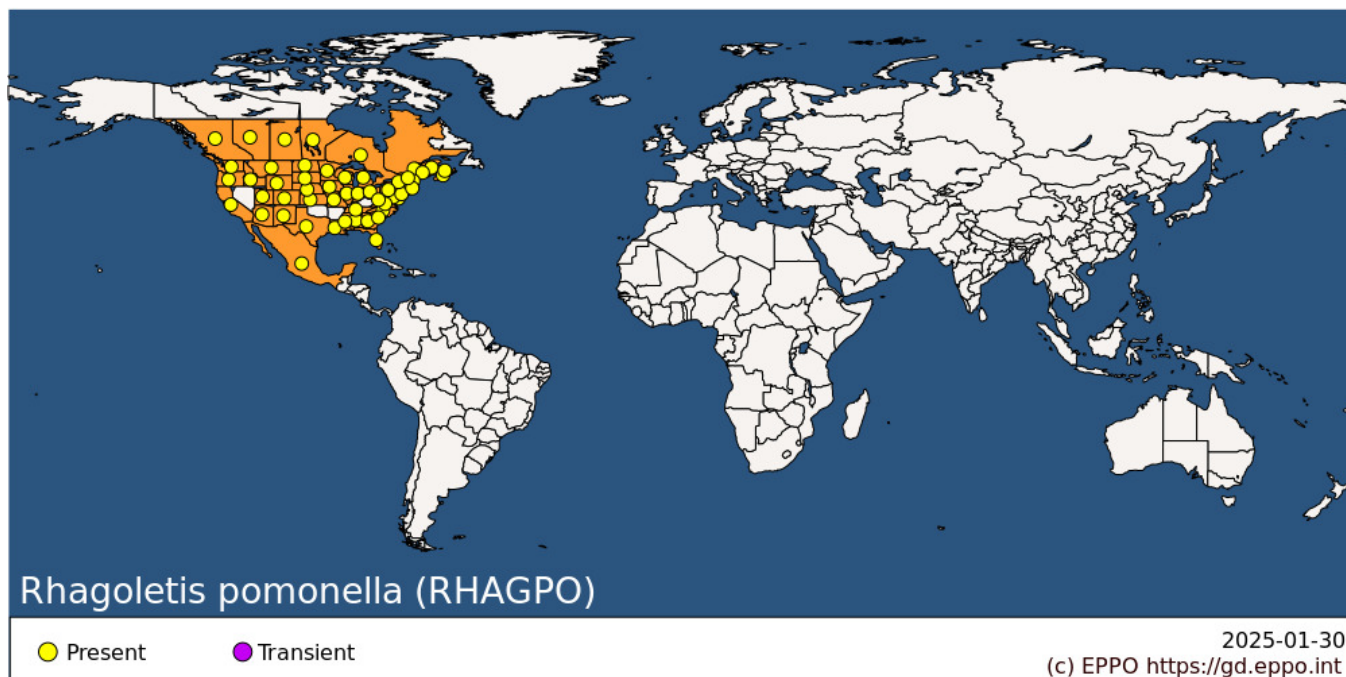 Rhagoletis pomonella (RHAGPO)
Present
Transient
2025-01-30
(c) EPPO https://gd.eppo.int